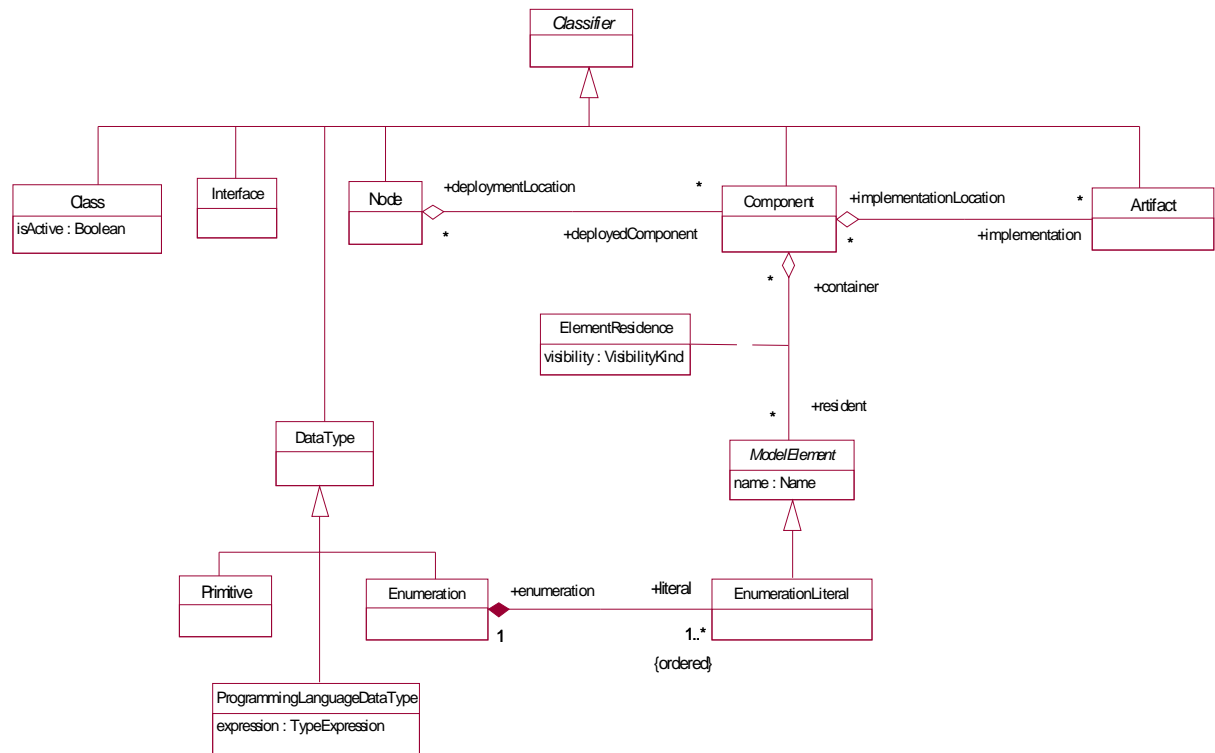 Classifier
Class
isActive : Boolean
Interface
Node
+deploymentLocation
*
*
+deployedComponent
Component
+implementationLocation
*
*
+implementation
Artifact
*
+container
ElementResidence
visibility : VisibilityKind
*
+resident
DataType
ModelElement
name : Name
Primitive
Enumeration
+enumeration
+literal
1
1..*
{ordered}
EnumerationLiteral
ProgrammingLanguageDataType
expression : TypeExpression